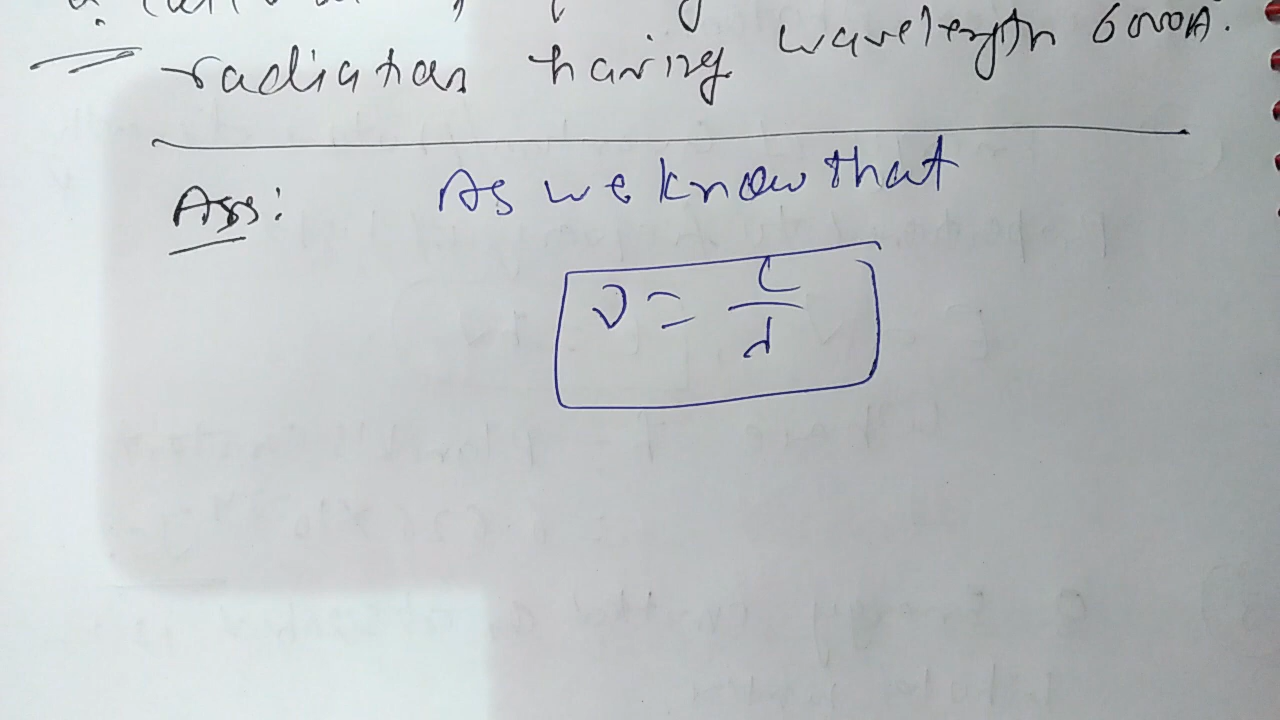 radiation having wavelength 6000Å.
Ans: As we know that
ν = c/λ